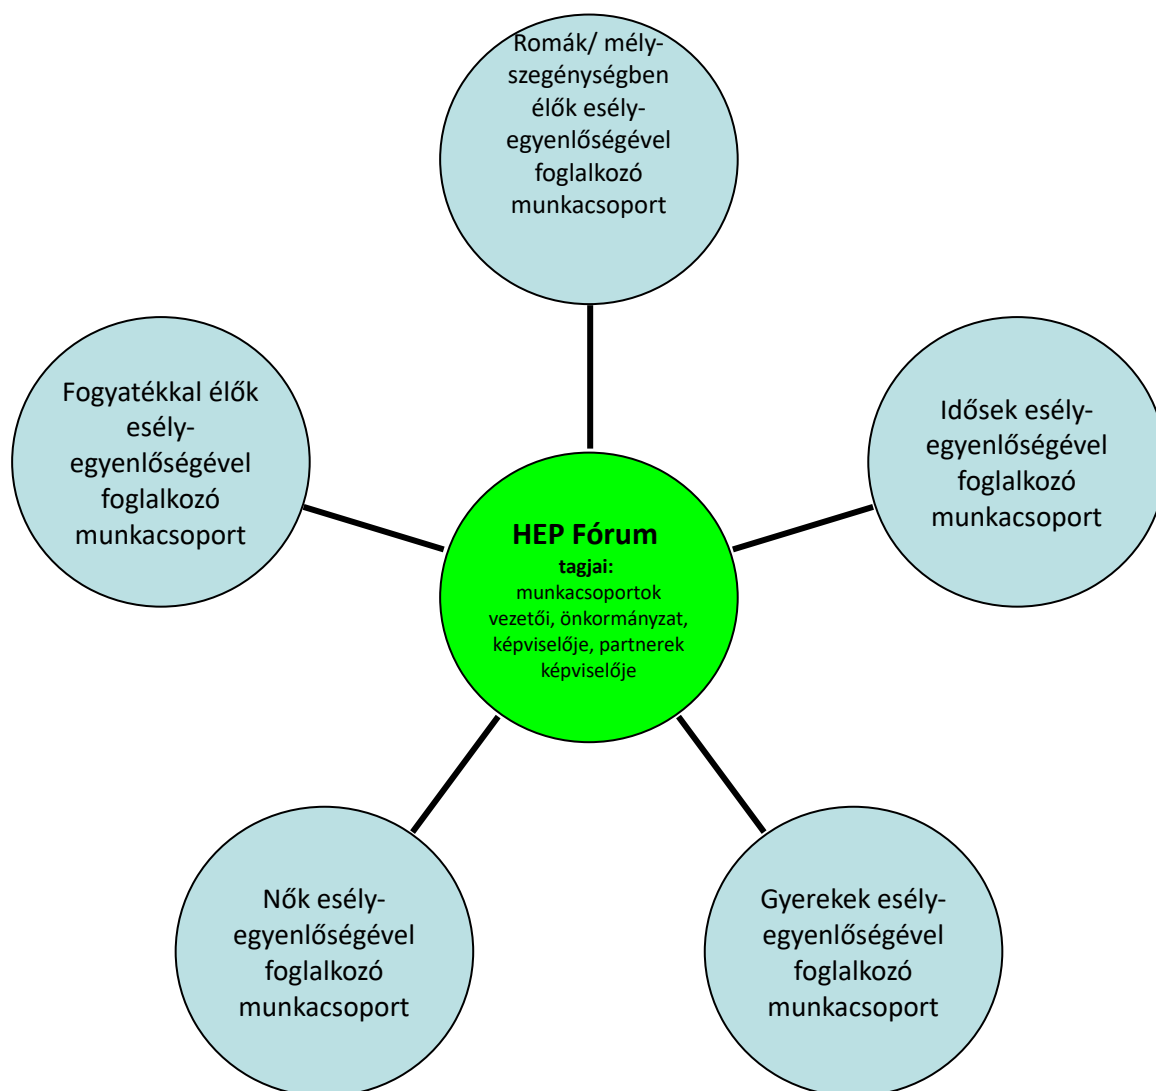 Romák/ mély-
szegénységben
élők esély-
egyenlőségével
foglalkozó
munkacsoport
Fogyatékkal élők
esély-
egyenlőségével
foglalkozó
munkacsoport
Idősek esély-
egyenlőségével
foglalkozó
munkacsoport
HEP Fórum
tagjai:
munkacsoportok
vezetői, önkormányzat,
képviselője, partnerek
képviselője
Nők esély-
egyenlőségével
foglalkozó
munkacsoport
Gyerekek esély-
egyenlőségével
foglalkozó
munkacsoport